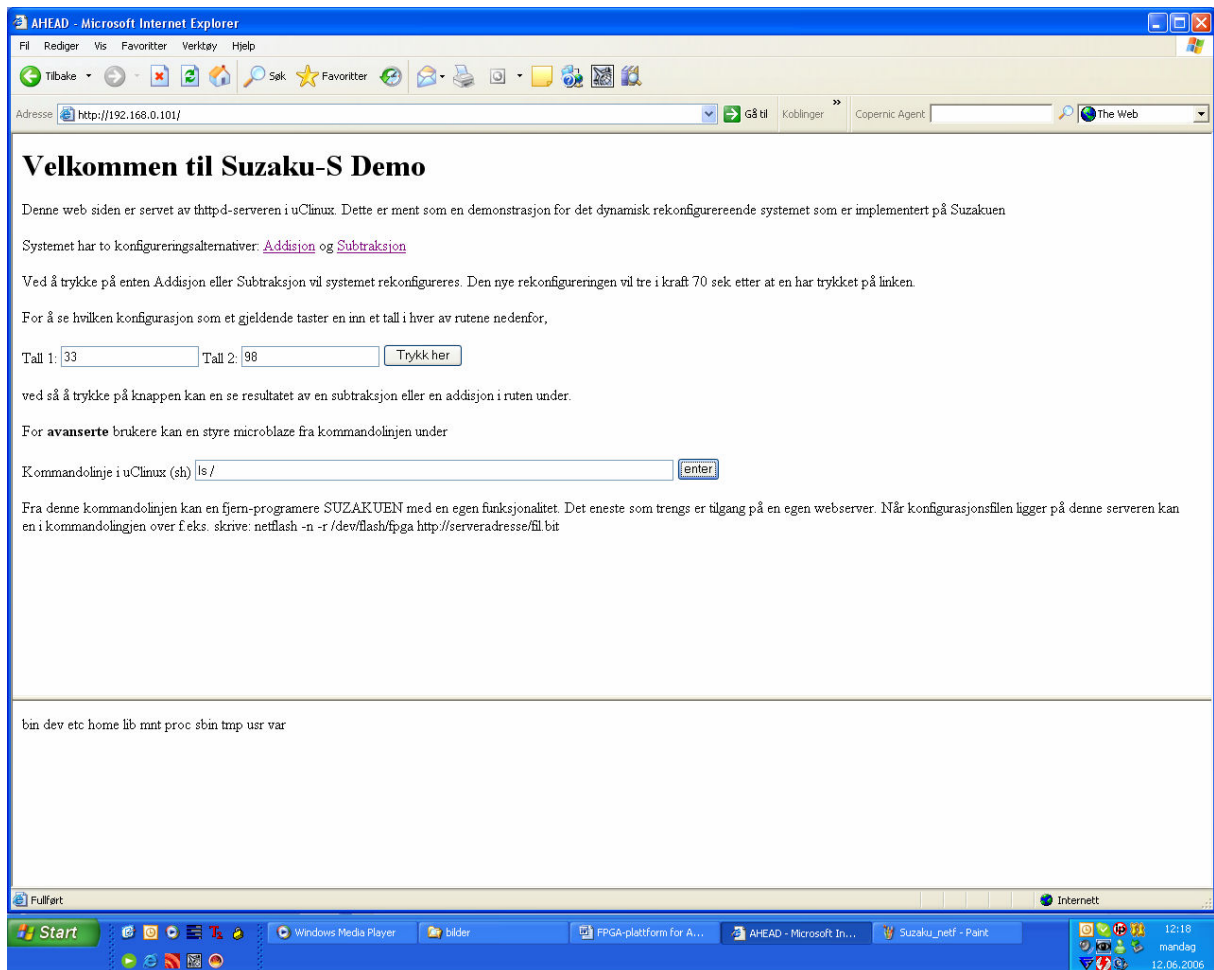 AHEAD - Microsoft Internet Explorer
Fil Rediger Vis Favoritter Verktøy Hjelp
Tilbake Søk Favoritter
Adresse http://192.168.0.101/ Gå til Koblinger » Copernic Agent The Web
Velkommen til Suzaku-S Demo
Denne web siden er servet av thttpd-serveren i uClinux. Dette er ment som en demonstrasjon for det dynamisk rekonfigurereende systemet som er implementert på Suzakuen
Systemet har to konfigureringsalternativer: Addisjon og Subtraksjon
Ved å trykke på enten Addisjon eller Subtraksjon vil systemet rekonfigureres. Den nye rekonfigureringen vil tre i kraft 70 sek etter at en har trykket på linken.
For å se hvilken konfigurasjon som et gjeldende taster en inn et tall i hver av rutene nedenfor,
Tall 1: 33 Tall 2: 98 Trykk her
ved så å trykke på knappen kan en se resultatet av en subtraksjon eller en addisjon i ruten under.
For avanserte brukere kan en styre microblaze fra kommandolinjen under
Kommandolinje i uClinux (sh) ls / enter
Fra denne kommandolinjen kan en fjern-programere SUZAKUEN med en egen funksjonalitet. Det eneste som trengs er tilgang på en egen webserver. Når konfigurasjonsfilen ligger på denne serveren kan
en i kommandolingjen over f.eks. skrive: netflash -n -r /dev/flash/fpga http://serveradresse/fil.bit
bin dev etc home lib mnt proc sbin tmp usr var
Fullført Internett
Start Windows Media Player bilder FPGA-plattform for A... AHEAD - Microsoft In... Suzaku_netf - Paint 12:18
mandag
12.06.2006